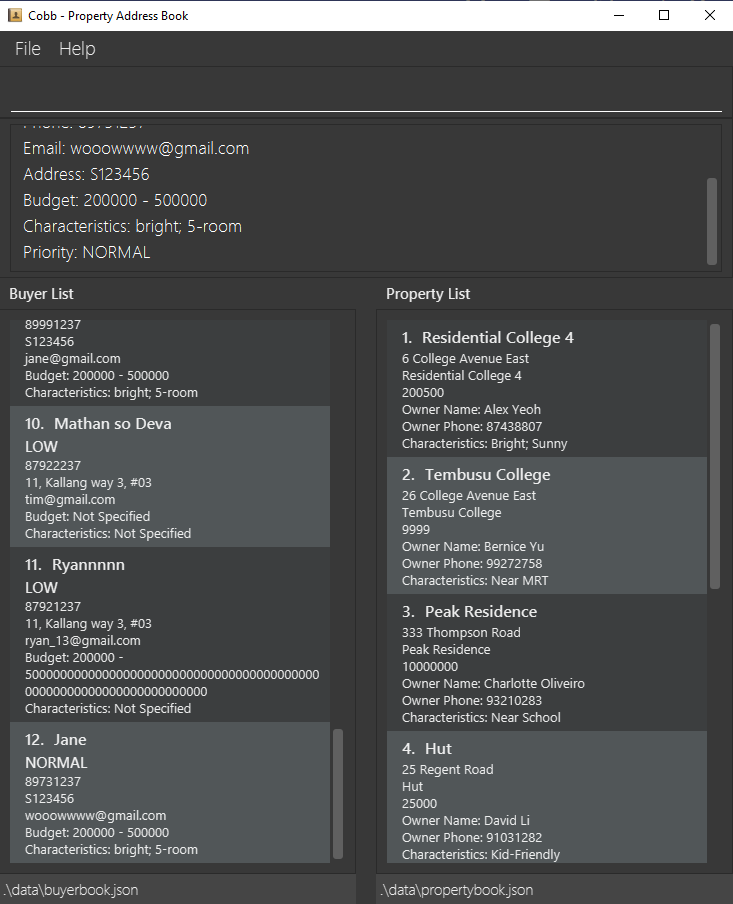 Cobb - Property Address Book
File Help
Phone: 89731237
Email: wooowwww@gmail.com
Address: S123456
Budget: 200000 - 500000
Characteristics: bright; 5-room
Priority: NORMAL
Buyer List
89991237
S123456
jane@gmail.com
Budget: 200000 - 500000
Characteristics: bright; 5-room
10. Mathan so Deva
LOW
87922237
11, Kallang way 3, #03
tim@gmail.com
Budget: Not Specified
Characteristics: Not Specified
11. Ryannnnn
LOW
87921237
11, Kallang way 3, #03
ryan_13@gmail.com
Budget: 200000 -
Characteristics: Not Specified
12. Jane
NORMAL
89731237
S123456
wooowwww@gmail.com
Budget: 200000 - 500000
Characteristics: bright; 5-room
.\data\buyerbook.json
Property List
1. Residential College 4
6 College Avenue East
Residential College 4
200500
Owner Name: Alex Yeoh
Owner Phone: 87438807
Characteristics: Bright; Sunny
2. Tembusu College
26 College Avenue East
Tembusu College
9999
Owner Name: Bernice Yu
Owner Phone: 99272758
Characteristics: Near MRT
3. Peak Residence
333 Thompson Road
Peak Residence
10000000
Owner Name: Charlotte Oliveiro
Owner Phone: 93210283
Characteristics: Near School
4. Hut
25 Regent Road
Hut
25000
Owner Name: David Li
Owner Phone: 91031282
Characteristics: Kid-Friendly
.\data\propertybook.json